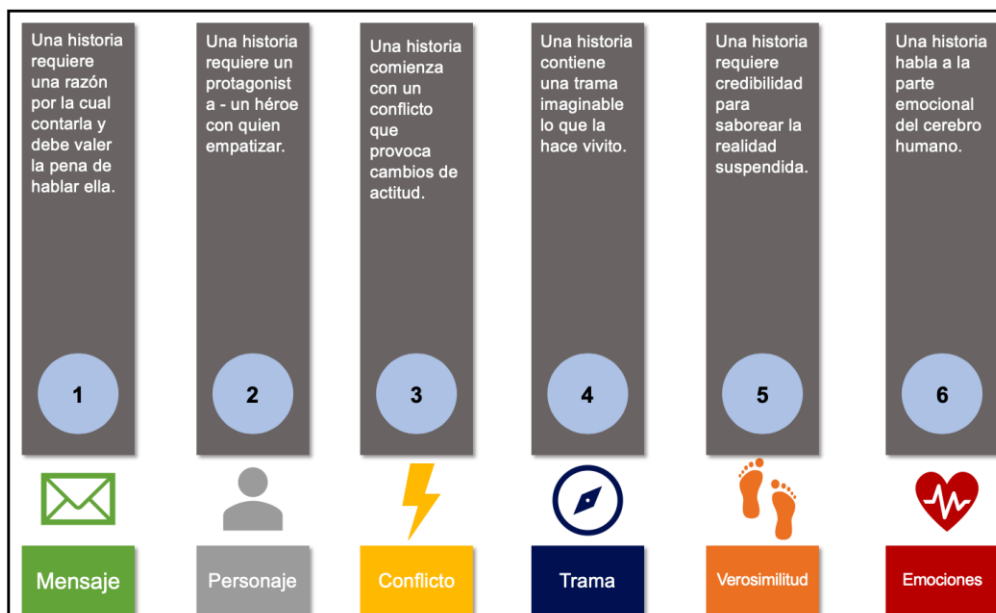 Una historia
requiere
una razón
por la cual
contarla y
debe valer
la pena de
hablar ella.
1
Mensaje
Una historia
requiere un
protagonist
a - un héroe
con quien
empatizar.
2
Personaje
Una historia
comienza
con un
conflicto
que
provoca
cambios de
actitud.
3
Conflicto
Una historia
contiene
una trama
imaginable
lo que la
hace vivito.
4
Trama
Una historia
requiere
credibilidad
para
saborear la
realidad
suspendida.
5
Verosimilitud
Una historia
habla a la
parte
emocional
del cerebro
humano.
6
Emociones